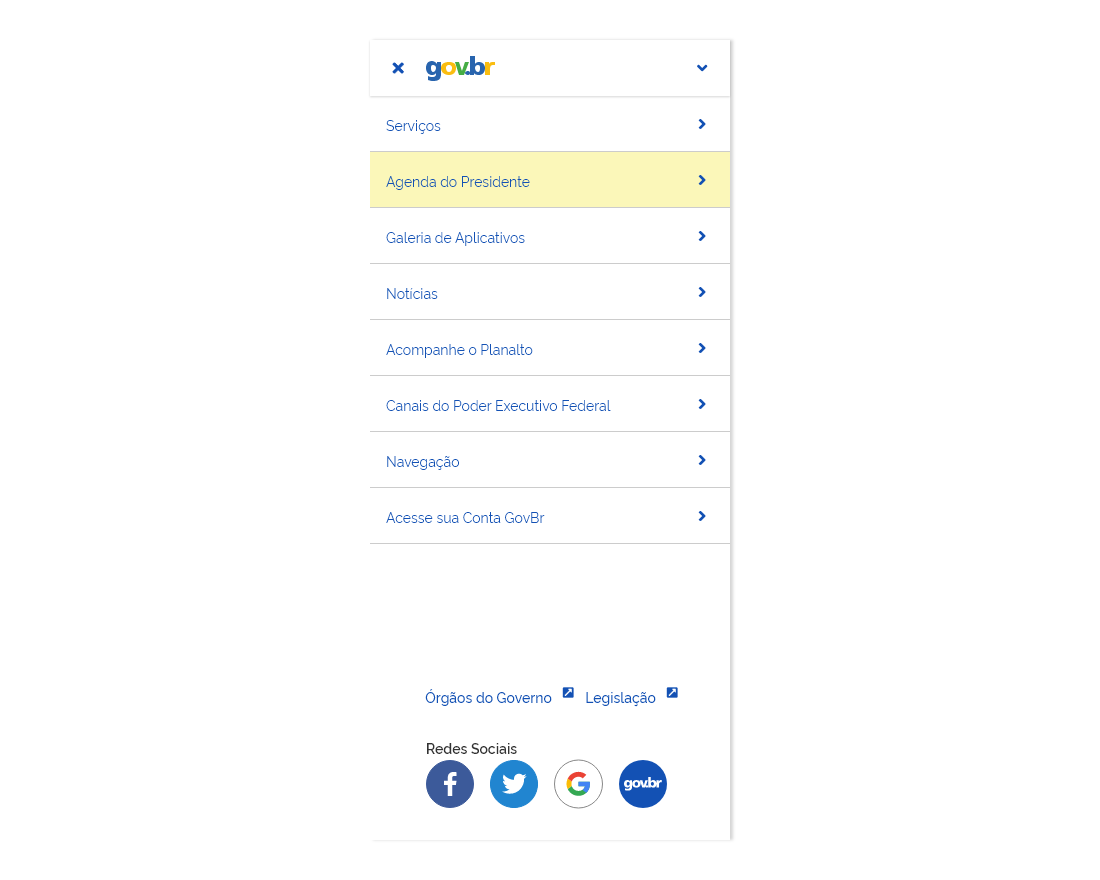 gov.br
Serviços
Agenda do Presidente
Galeria de Aplicativos
Notícias
Acompanhe o Planalto
Canais do Poder Executivo Federal
Navegação
Acesse sua Conta GovBr
Órgãos do Governo Legislação
Redes Sociais
gov.br